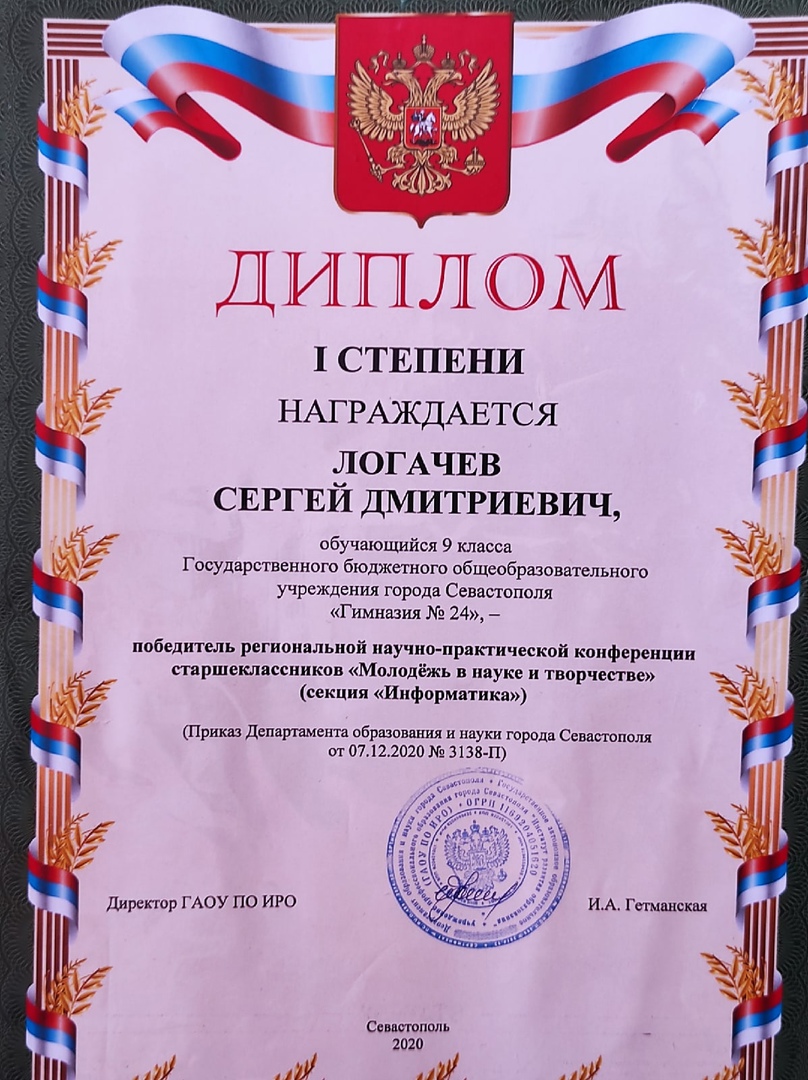 ДИПЛОМ
I СТЕПЕНИ
НАГРАЖДАЕТСЯ
ЛОГАЧЕВ
СЕРГЕЙ ДМИТРИЕВИЧ,
обучающийся 9 класса
Государственного бюджетного общеобразовательного
учреждения города Севастополя
«Гимназия № 24», –
победитель региональной научно-практической конференции
старшеклассников «Молодёжь в науке и творчестве»
(секция «Информатика»)
(Приказ Департамента образования и науки города Севастополя
от 07.12.2020 № 3138-П)
Директор ГАОУ ПО ИРО
И.А. Гетманская
Севастополь
2020